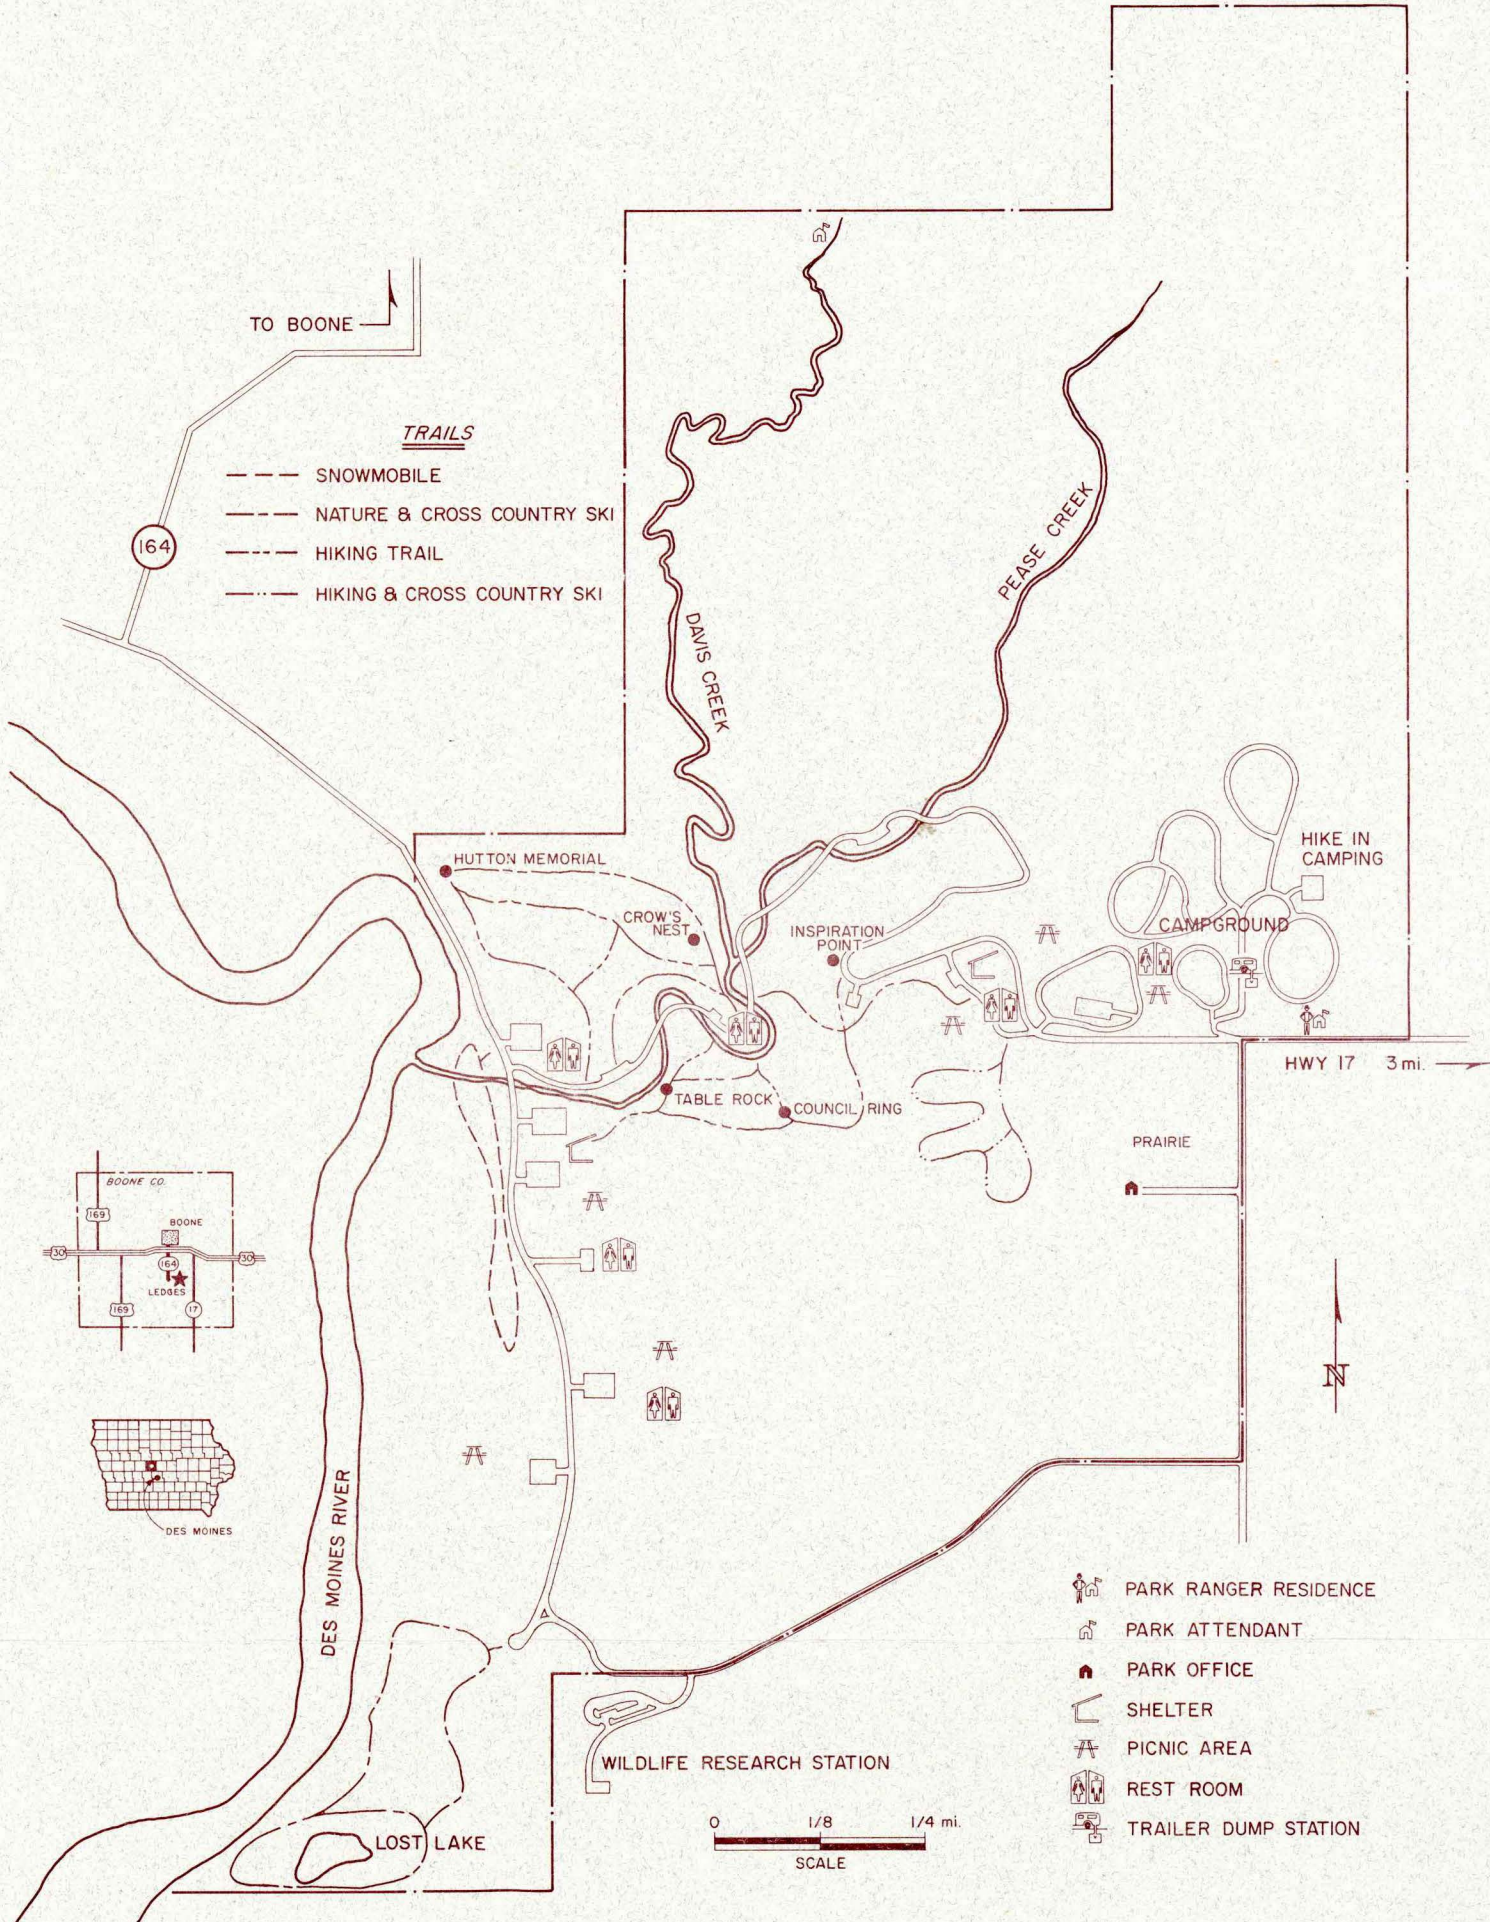 TO BOONE
TRAILS
SNOWMOBILE
NATURE & CROSS COUNTRY SKI
HIKING TRAIL
HIKING & CROSS COUNTRY SKI
164
PEASE CREEK
DAVIS CREEK
HUTTON MEMORIAL
CROW'S
NEST
INSPIRATION
POINT
HIKE IN
CAMPING
CAMPGROUND
HWY 17 3 mi.
TABLE ROCK
COUNCIL RING
PRAIRIE
BOONE CO.
169
BOONE
30
30
164
LEDGES
169
17
N
DES MOINES
DES MOINES RIVER
PARK RANGER RESIDENCE
PARK ATTENDANT
PARK OFFICE
SHELTER
PICNIC AREA
REST ROOM
TRAILER DUMP STATION
WILDLIFE RESEARCH STATION
0 1/8 1/4 mi.
SCALE
LOST LAKE